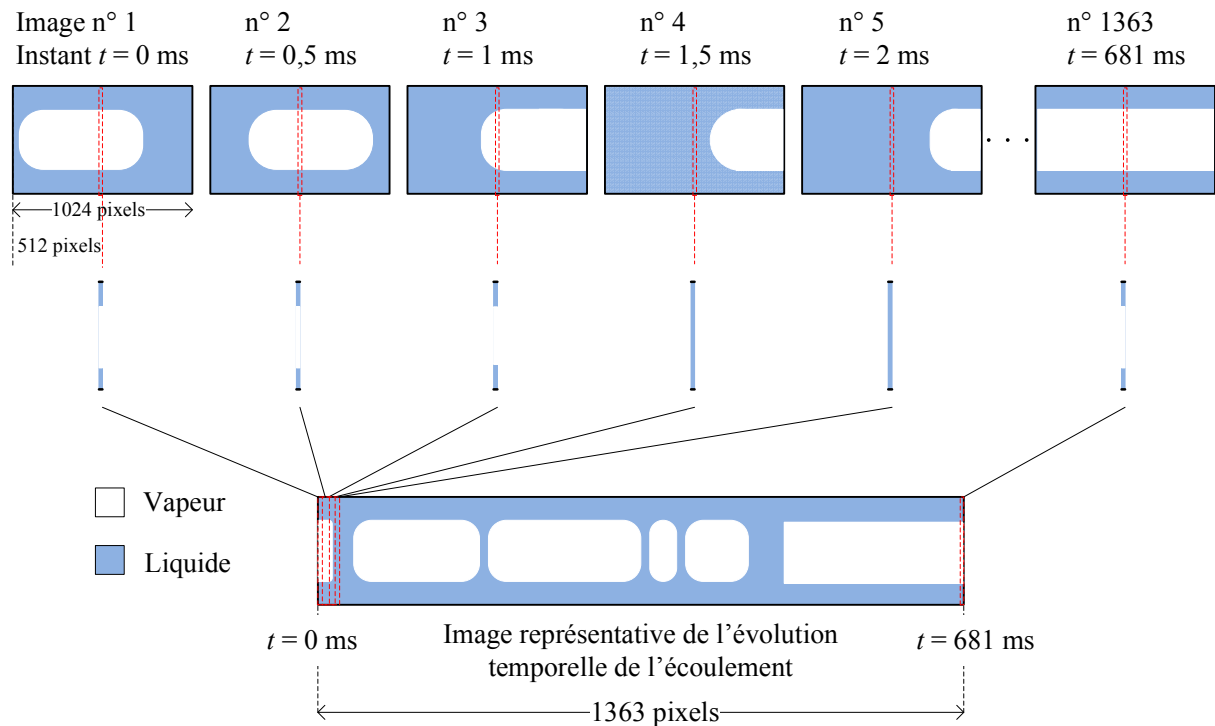 Image n° 1 n° 2 n° 3 n° 4 n° 5 n° 1363
Instant t = 0 ms t = 0,5 ms t = 1 ms t = 1,5 ms t = 2 ms t = 681 ms
. . .
1024 pixels
512 pixels
Vapeur
Liquide
t = 0 ms Image représentative de l’évolution t = 681 ms
temporelle de l’écoulement
1363 pixels